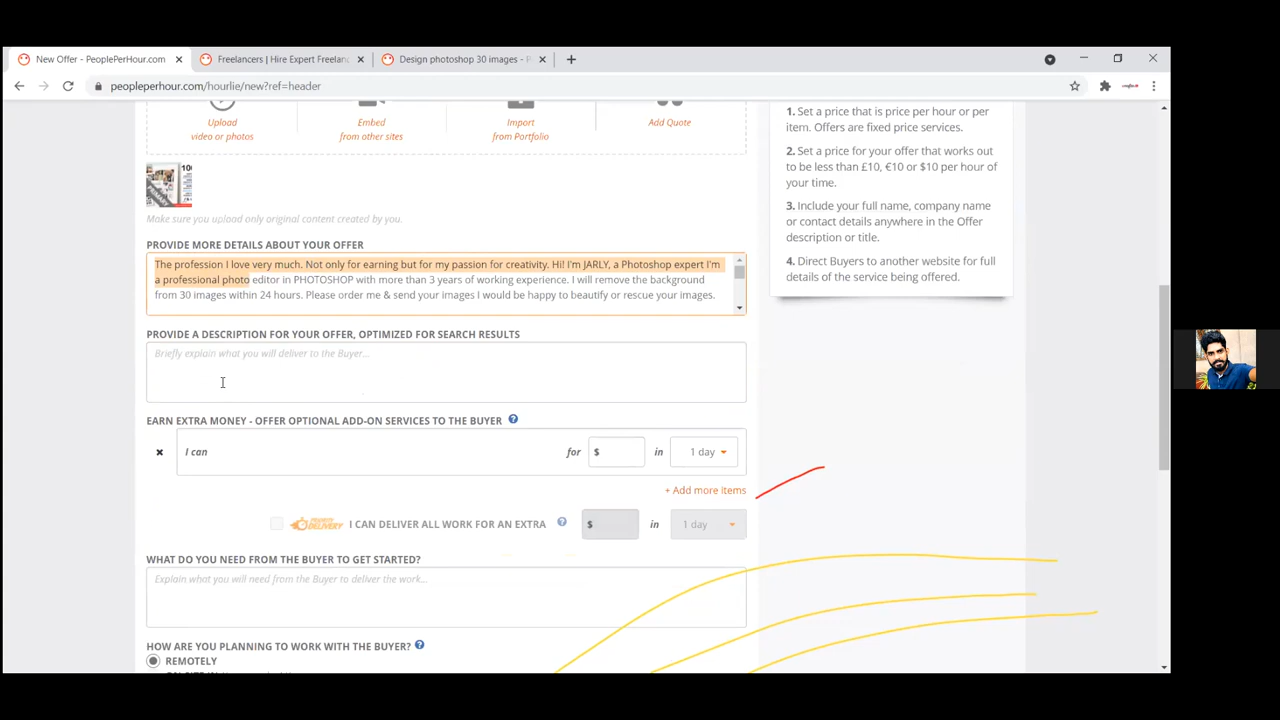 New Offer - PeoplePerHour.com
Freelancers | Hire Expert Freelanc
Design photoshop 30 images - P
peopleperhour.com/hourlie/new?ref=header
Upload
video or photos
Embed
from other sites
Import
from Portfolio
Add Quote
Make sure you upload only original content created by you.
PROVIDE MORE DETAILS ABOUT YOUR OFFER
The profession I love very much. Not only for earning but for my passion for creativity. Hi! I'm JARLY, a Photoshop expert I'm
a professional photo editor in PHOTOSHOP with more than 3 years of working experience. I will remove the background
from 30 images within 24 hours. Please order me & send your images I would be happy to beautify or rescue your images.
PROVIDE A DESCRIPTION FOR YOUR OFFER, OPTIMIZED FOR SEARCH RESULTS
Briefly explain what you will deliver to the Buyer...
EARN EXTRA MONEY - OFFER OPTIONAL ADD-ON SERVICES TO THE BUYER ?
I can for $ in 1 day
+ Add more items
I CAN DELIVER ALL WORK FOR AN EXTRA ? $ in 1 day
WHAT DO YOU NEED FROM THE BUYER TO GET STARTED?
Explain what you will need from the Buyer to deliver the work...
HOW ARE YOU PLANNING TO WORK WITH THE BUYER? ?
REMOTELY
1. Set a price that is price per hour or per
item. Offers are fixed price services.
2. Set a price for your offer that works out
to be less than £10, €10 or $10 per hour of
your time.
3. Include your full name, company name
or contact details anywhere in the Offer
description or title.
4. Direct Buyers to another website for full
details of the service being offered.